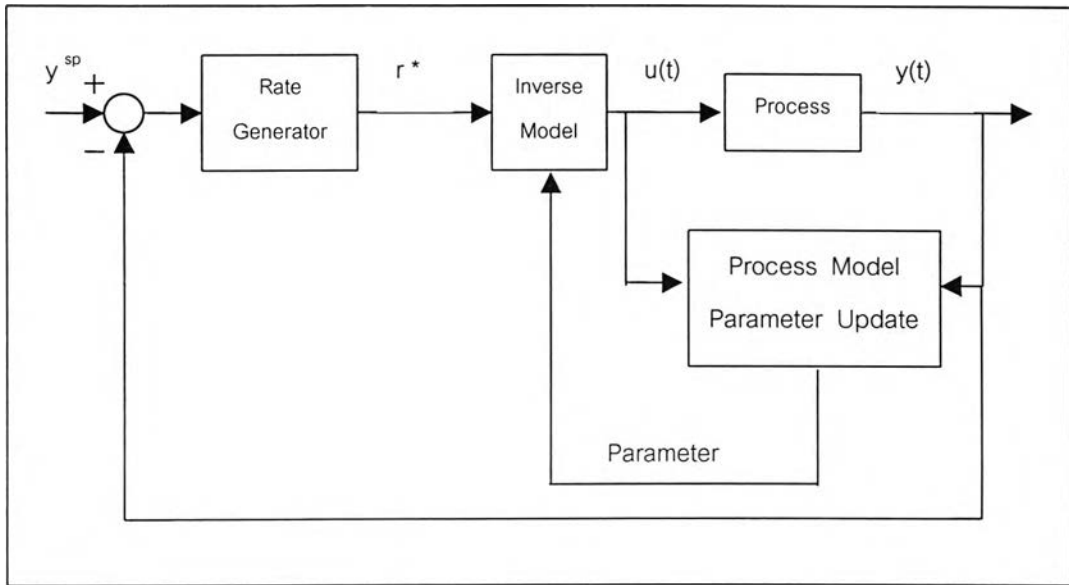 y sp
+
−
Rate
Generator
r *
Inverse
Model
u(t)
Process
y(t)
Process Model
Parameter Update
Parameter